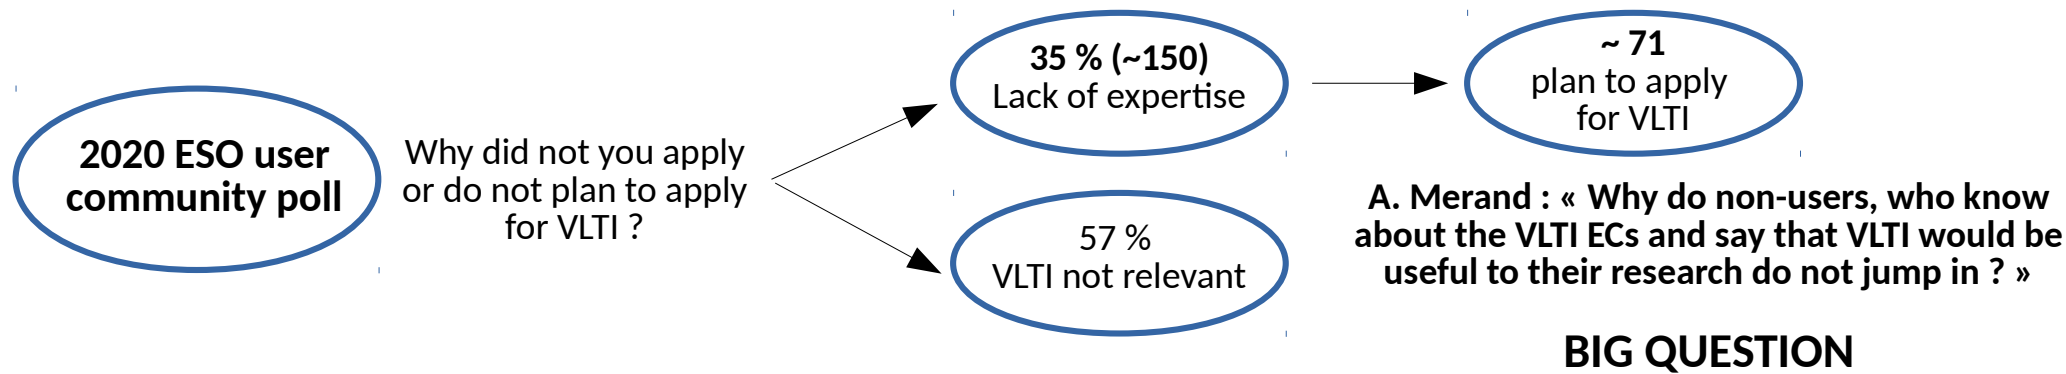 2020 ESO user
community poll
Why did not you apply
or do not plan to apply
for VLTI ?
35 % (~150)
Lack of expertise
57 %
VLTI not relevant
~ 71
plan to apply
for VLTI
A. Merand : « Why do non-users, who know
about the VLTI ECs and say that VLTI would be
useful to their research do not jump in ? »
BIG QUESTION